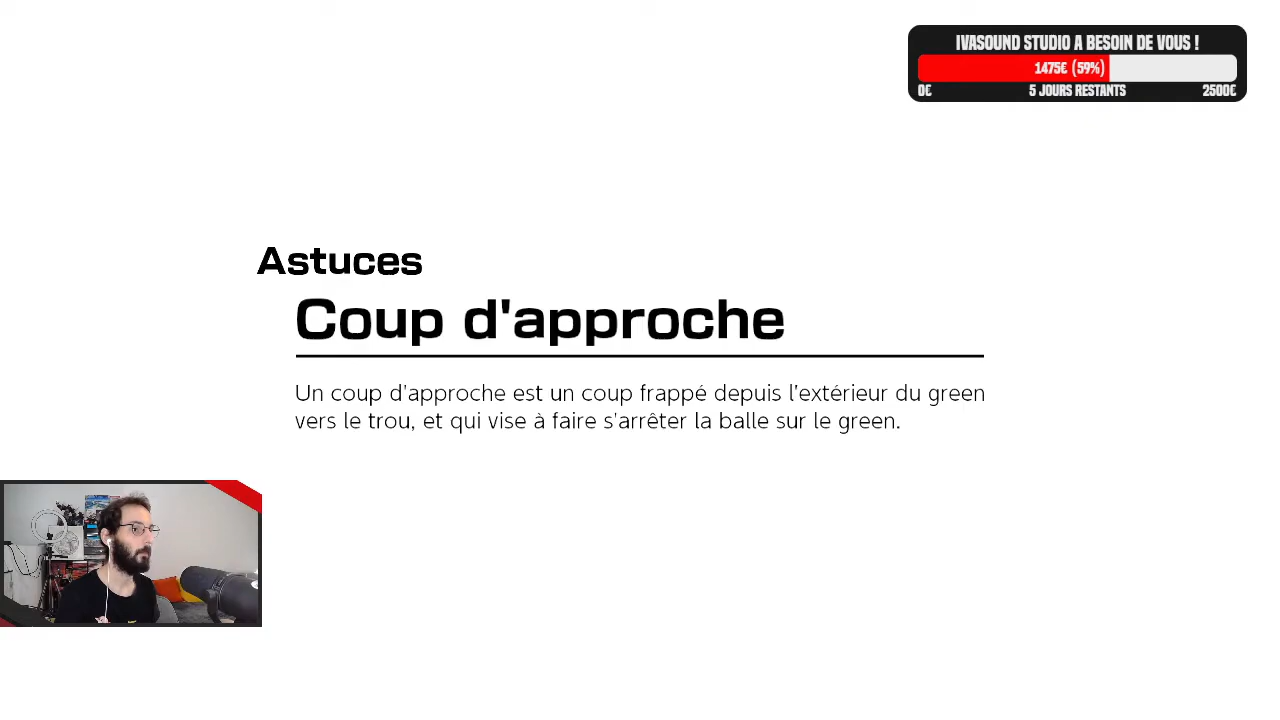 IVASOUND STUDIO A BESOIN DE VOUS !
1475€ (59%)
0€ 5 JOURS RESTANTS 2500€
Astuces
Coup d'approche
Un coup d'approche est un coup frappé depuis l'extérieur du green
vers le trou, et qui vise à faire s'arrêter la balle sur le green.